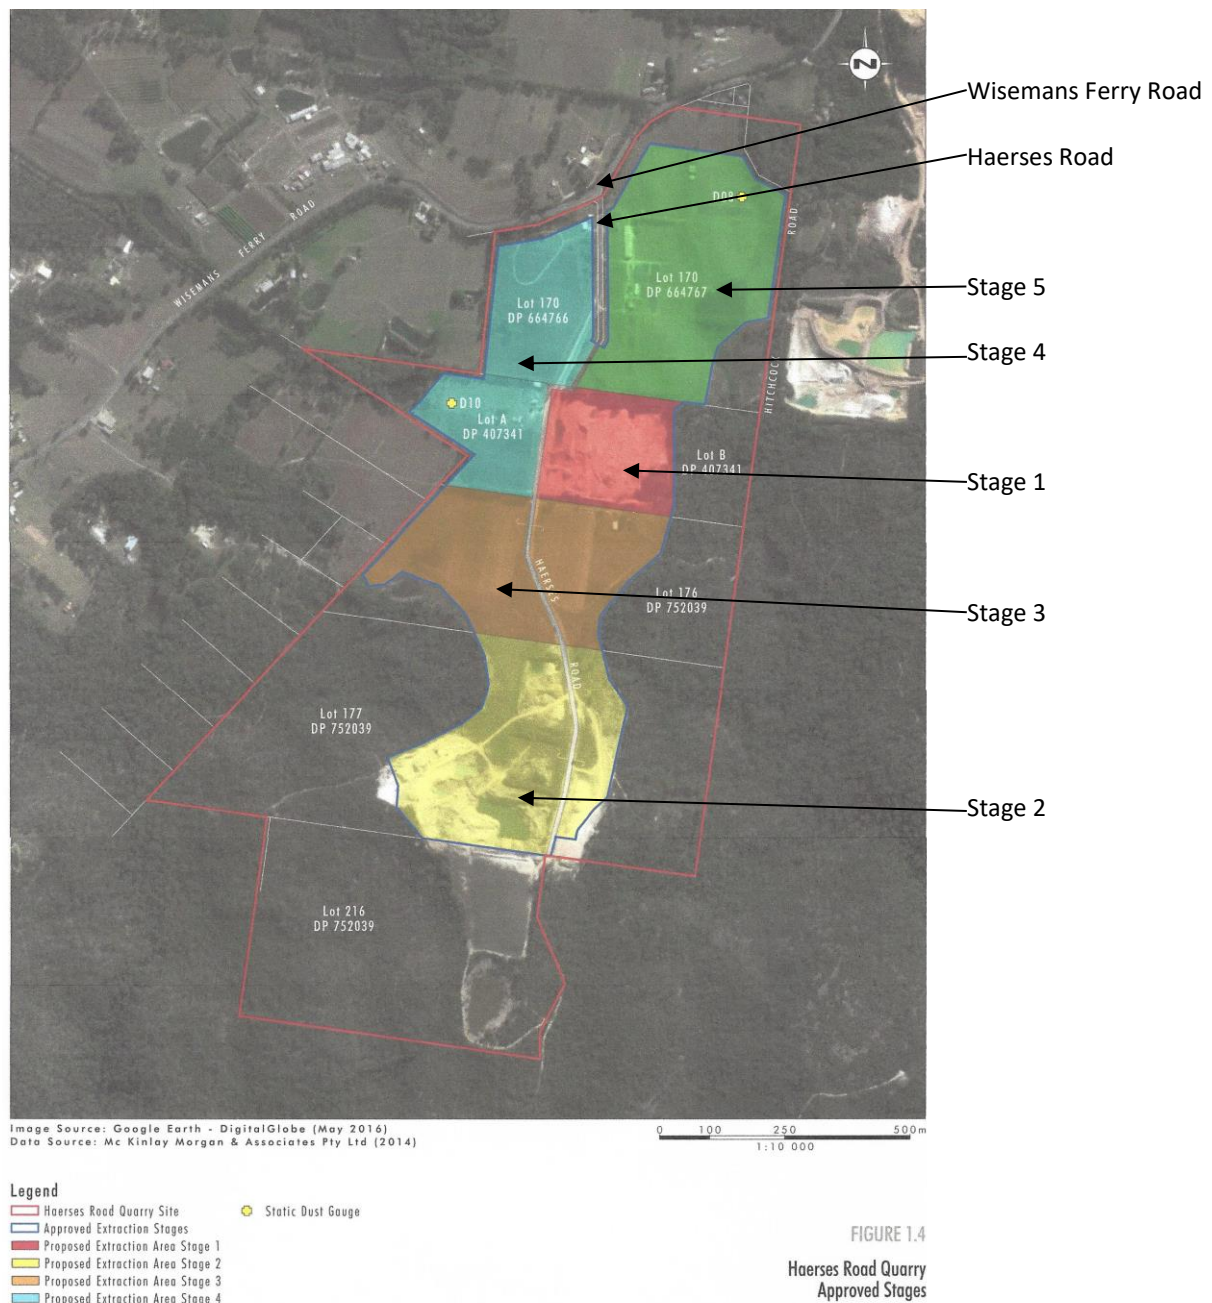 N
Wisemans Ferry Road
Haerses Road
D08
ROAD
WISEMANS FERRY ROAD
Lot 170
DP 664767
Stage 5
Lot 170
DP 664766
Stage 4
HITCHCOCK
D10
Lot A
DP 407341
Lot B
DP 407341
Stage 1
HAERSES
Lot 176
DP 752039
Stage 3
ROAD
Lot 177
DP 752039
Stage 2
Lot 216
DP 752039
Image Source: Google Earth - DigitalGlobe (May 2016)
Data Source: Mc Kinlay Morgan & Associates Pty Ltd (2014)
0 100 250 500m
1:10 000
Legend
Haerses Road Quarry Site
Static Dust Gauge
Approved Extraction Stages
Proposed Extraction Area Stage 1
Proposed Extraction Area Stage 2
Proposed Extraction Area Stage 3
Proposed Extraction Area Stage 4
FIGURE 1.4
Haerses Road Quarry
Approved Stages